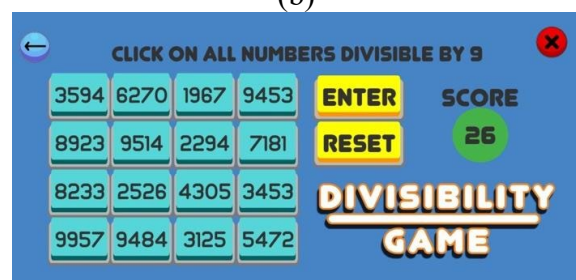 (b)
←
CLICK ON ALL NUMBERS DIVISIBLE BY 9
×
3594 6270 1967 9453
8923 9514 2294 7181
8233 2526 4305 3453
9957 9484 3125 5472
ENTER
RESET
SCORE
26
DIVISIBILITY
GAME